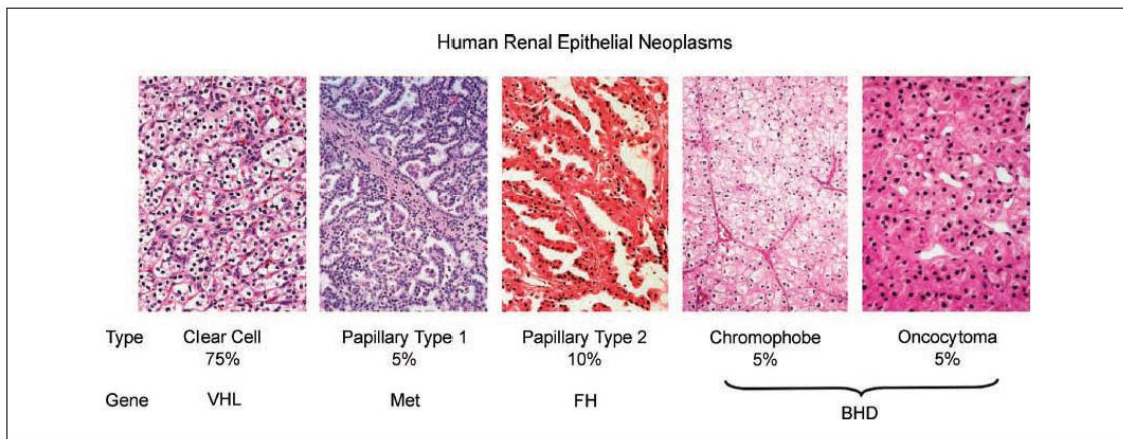 Human Renal Epithelial Neoplasms
Type Clear Cell Papillary Type 1 Papillary Type 2 Chromophobe Oncocytoma
75% 5% 10% 5% 5%
Gene VHL Met FH BHD